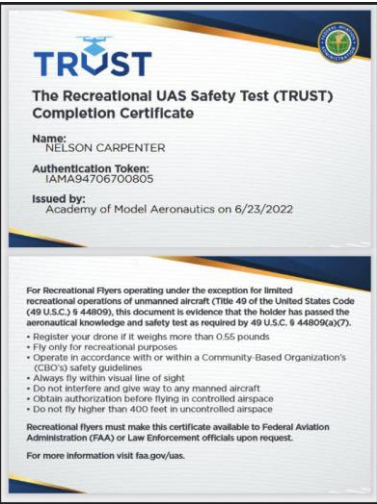 TRUST
The Recreational UAS Safety Test (TRUST)
Completion Certificate
Name:
NELSON CARPENTER
Authentication Token:
IAMA94706700805
Issued by:
Academy of Model Aeronautics on 6/23/2022
For Recreational Flyers operating under the exception for limited
recreational operations of unmanned aircraft (Title 49 of the United States Code
(49 U.S.C.) § 44809), this document is evidence that the holder has passed the
aeronautical knowledge and safety test as required by 49 U.S.C. § 44809(a)(7).
• Register your drone if it weighs more than 0.55 pounds
• Fly only for recreational purposes
• Operate in accordance with or within a Community-Based Organization's
(CBO's) safety guidelines
• Always fly within visual line of sight
• Do not interfere and give way to any manned aircraft
• Obtain authorization before flying in controlled airspace
• Do not fly higher than 400 feet in uncontrolled airspace
Recreational flyers must make this certificate available to Federal Aviation
Administration (FAA) or Law Enforcement officials upon request.
For more information visit faa.gov/uas.